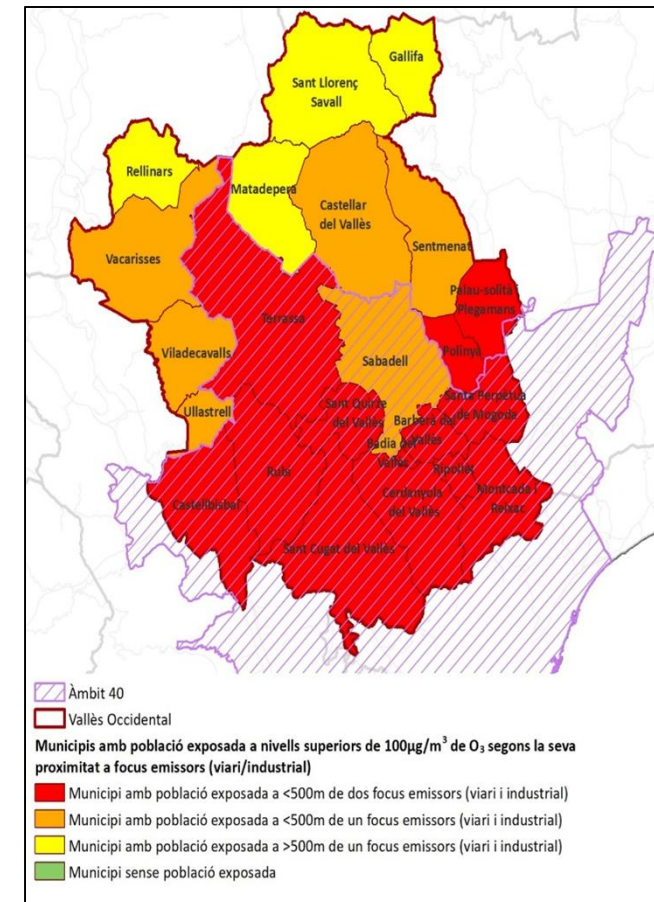 Gallifa
Sant Llorenç
Savall
Rellinars
Matadepera
Castellar
del Vallès
Sentmenat
Vacarisses
Palau-solità i
Plegamans
Terrassa
Viladecavalls
Polinyà
Sabadell
Ullastrell
Sant Quirze
del Vallès
Santa Perpètua
de Mogoda
Barberà del
Vallès
Badia del
Vallès
Rubí
Ripollet
Castellbisbal
Cerdanyola
del Vallès
Montcada i
Reixac
Sant Cugat del Vallès
Àmbit 40
Vallès Occidental
Municipis amb població exposada a nivells superiors de 100µg/m³ de O₃ segons la seva
proximitat a focus emissors (viari/industrial)
Municipi amb població exposada a <500m de dos focus emissors (viari i industrial)
Municipi amb població exposada a <500m de un focus emissors (viari i industrial)
Municipi amb població exposada a >500m de un focus emissors (viari i industrial)
Municipi sense població exposada